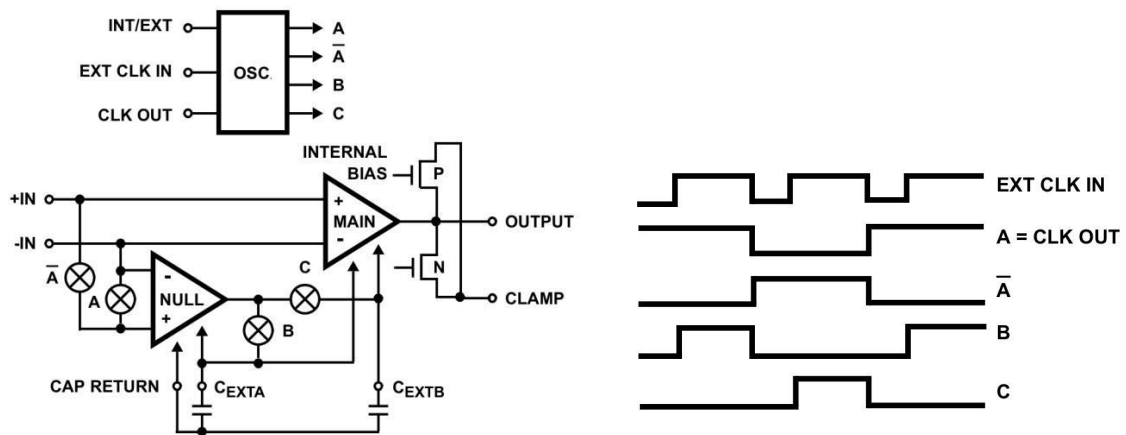 INT/EXT
EXT CLK IN
CLK OUT
OSC.
A
A̅
B
C
INTERNAL
BIAS
P
+IN
-IN
+
MAIN
-
OUTPUT
N
CLAMP
A̅
A
-
NULL
+
C
B
CAP RETURN
CEXTA
CEXTB
EXT CLK IN
A = CLK OUT
A̅
B
C